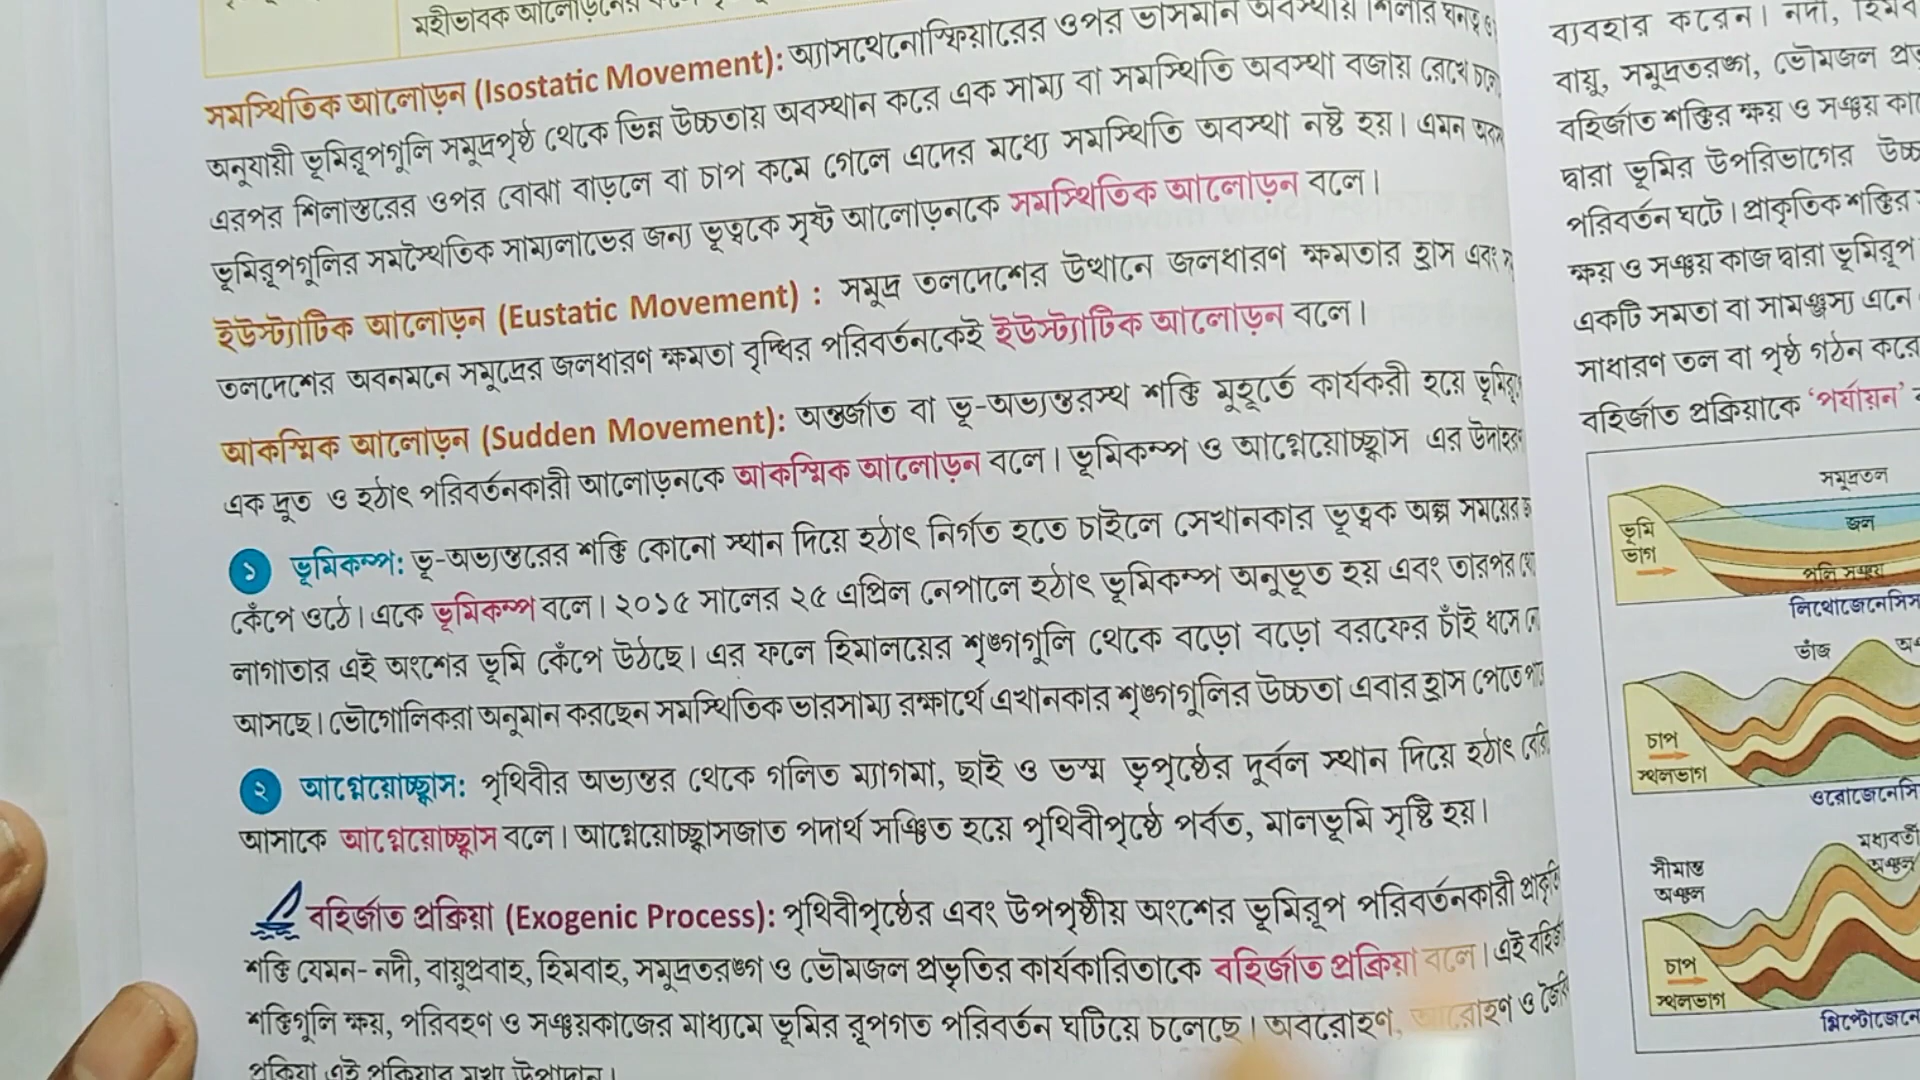 মহীভাবক আলোড়নের
সমস্থিতিক আলোড়ন (Isostatic Movement): অ্যাসথেনোস্ফিয়ারের ওপর ভাসমান অবস্থায় শিলার ঘনত্ব ও
অনুযায়ী ভূমিরূপগুলি সমুদ্রপৃষ্ঠ থেকে ভিন্ন উচ্চতায় অবস্থান করে এক সাম্য বা সমস্থিতি অবস্থা বজায় রেখে চলে
এরপর শিলাস্তরের ওপর বোঝা বাড়লে বা চাপ কমে গেলে এদের মধ্যে সমস্থিতি অবস্থা নষ্ট হয়। এমন
ভূমিরূপগুলির সমস্থৈতিক সাম্যলাভের জন্য ভূত্বকে সৃষ্ট আলোড়নকে সমস্থিতিক আলোড়ন বলে।
ইউস্ট্যাটিক আলোড়ন (Eustatic Movement) : সমুদ্র তলদেশের উত্থানে জলধারণ ক্ষমতার হ্রাস এবং
তলদেশের অবনমনে সমুদ্রের জলধারণ ক্ষমতা বৃদ্ধির পরিবর্তনকেই ইউস্ট্যাটিক আলোড়ন বলে।
আকস্মিক আলোড়ন (Sudden Movement): অন্তর্জাত বা ভূ-অভ্যন্তরস্থ শক্তি মুহূর্তে কার্যকরী হয়ে
এক দ্রুত ও হঠাৎ পরিবর্তনকারী আলোড়নকে আকস্মিক আলোড়ন বলে। ভূমিকম্প ও আগ্নেয়োচ্ছ্বাস এর উদাহরণ
১ ভূমিকম্প: ভূ-অভ্যন্তরের শক্তি কোনো স্থান দিয়ে হঠাৎ নির্গত হতে চাইলে সেখানকার ভূত্বক অল্প সময়ের
কেঁপে ওঠে। একে ভূমিকম্প বলে। ২০১৫ সালের ২৫ এপ্রিল নেপালে হঠাৎ ভূমিকম্প অনুভূত হয় এবং তারপর
লাগাতার এই অংশের ভূমি কেঁপে উঠছে। এর ফলে হিমালয়ের শৃঙ্গগুলি থেকে বড়ো বড়ো বরফের চাঁই ধসে
আসছে। ভৌগোলিকরা অনুমান করছেন সমস্থিতিক ভারসাম্য রক্ষার্থে এখানকার শৃঙ্গগুলির উচ্চতা এবার হ্রাস পেতে
২ আগ্নেয়োচ্ছ্বাস: পৃথিবীর অভ্যন্তর থেকে গলিত ম্যাগমা, ছাই ও ভস্ম ভূপৃষ্ঠের দুর্বল স্থান দিয়ে হঠাৎ
আসাকে আগ্নেয়োচ্ছ্বাস বলে। আগ্নেয়োচ্ছ্বাসজাত পদার্থ সঞ্চিত হয়ে পৃথিবীপৃষ্ঠে পর্বত, মালভূমি সৃষ্টি হয়।
বহির্জাত প্রক্রিয়া (Exogenic Process): পৃথিবীপৃষ্ঠের এবং উপপৃষ্ঠীয় অংশের ভূমিরূপ পরিবর্তনকারী
শক্তি যেমন- নদী, বায়ুপ্রবাহ, হিমবাহ, সমুদ্রতরঙ্গ ও ভৌমজল প্রভৃতির কার্যকারিতাকে বহির্জাত প্রক্রিয়া বলে। এই
শক্তিগুলি ক্ষয়, পরিবহণ ও সঞ্চয়কাজের মাধ্যমে ভূমির রূপগত পরিবর্তন ঘটিয়ে চলেছে। অবরোহণ, আরোহণ ও
প্রক্রিয়া এই প্রক্রিয়ার মুখ্য উপাদান।
ব্যবহার করেন। নদী,
বায়ু, সমুদ্রতরঙ্গ, ভৌমজল
বহির্জাত শক্তির ক্ষয় ও সঞ্চয়
দ্বারা ভূমির উপরিভাগের
পরিবর্তন ঘটে। প্রাকৃতিক শক্তির
ক্ষয় ও সঞ্চয় কাজ দ্বারা ভূমিরূপ
একটি সমতা বা সামঞ্জস্য এনে
সাধারণ তল বা পৃষ্ঠ গঠন করে
বহির্জাত প্রক্রিয়াকে ‘পর্যায়ন’
সমুদ্রতল
ভূমি ভাগ
জল
পলি সঞ্চয়
লিথোজেনেসিস
ভাঁজ
চাপ
স্থলভাগ
ওরোজেনেসি
মধ্যবর্তী অঞ্চল
সীমান্ত অঞ্চল
চাপ
স্থলভাগ
গ্লিপ্টোজেনে